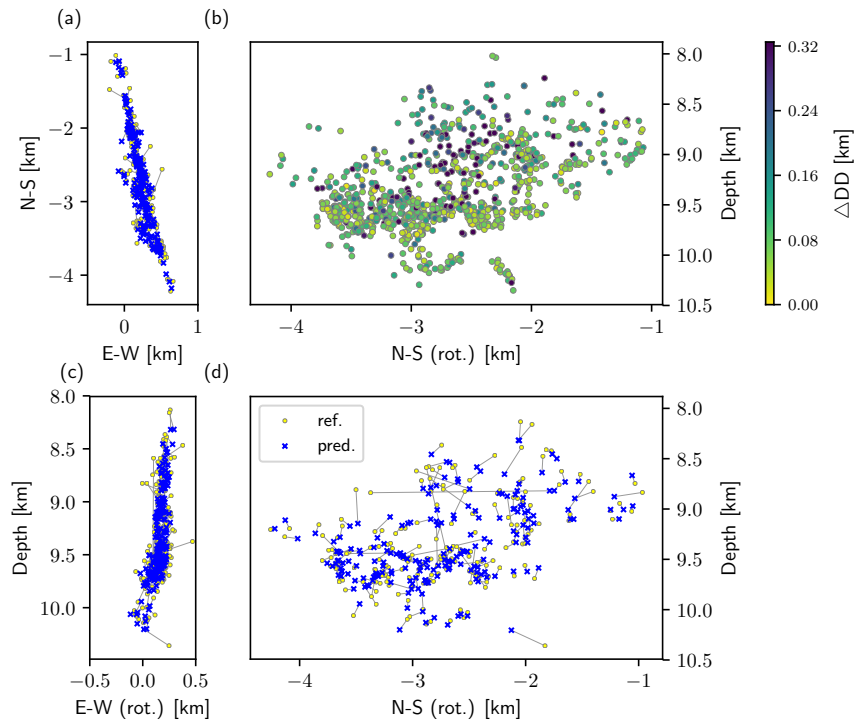 (a)
(b)
−1
−2
−3
−4
N-S [km]
0
1
E-W [km]
8.0
8.5
9.0
9.5
10.0
10.5
Depth [km]
−4
−3
−2
−1
N-S (rot.) [km]
0.32
0.24
0.16
0.08
0.00
△DD [km]
(c)
(d)
8.0
8.5
9.0
9.5
10.0
Depth [km]
−0.5
0.0
0.5
E-W (rot.) [km]
ref.
pred.
8.0
8.5
9.0
9.5
10.0
10.5
Depth [km]
−4
−3
−2
−1
N-S (rot.) [km]